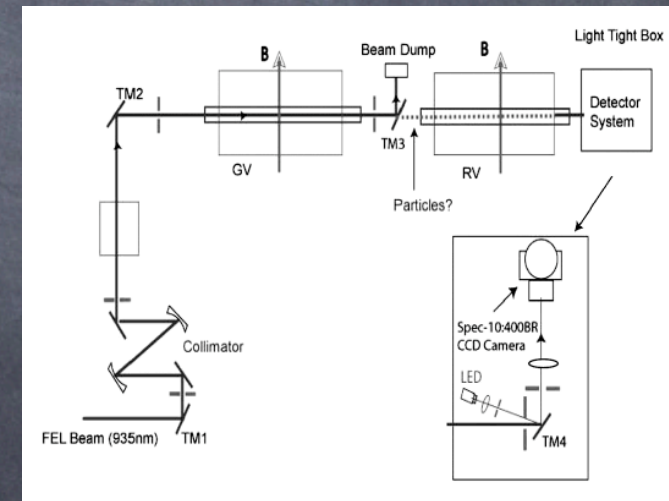 Light Tight Box
Beam Dump
B
B
TM2
Detector
System
TM3
GV
RV
Particles?
Spec-10:400BR
CCD Camera
Collimator
LED
FEL Beam (935nm)
TM1
TM4